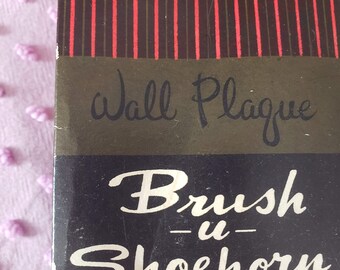 Wall Plaque
Brush
-u-
Shoehorn